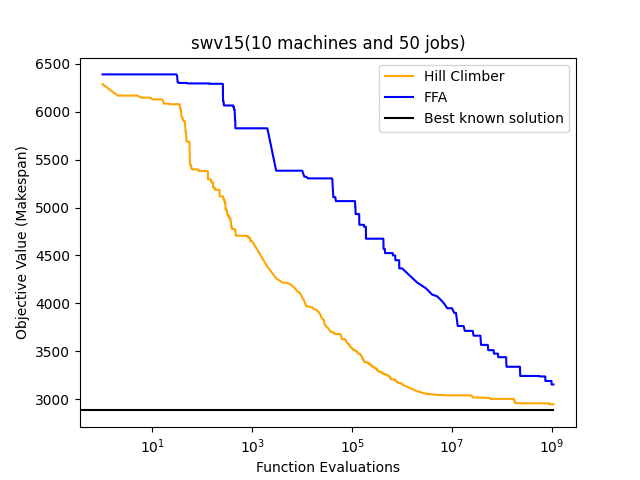 swv15(10 machines and 50 jobs)
Objective Value (Makespan)
6500
6000
5500
5000
4500
4000
3500
3000
Hill Climber
FFA
Best known solution
10¹ 10³ 10⁵ 10⁷ 10⁹
Function Evaluations